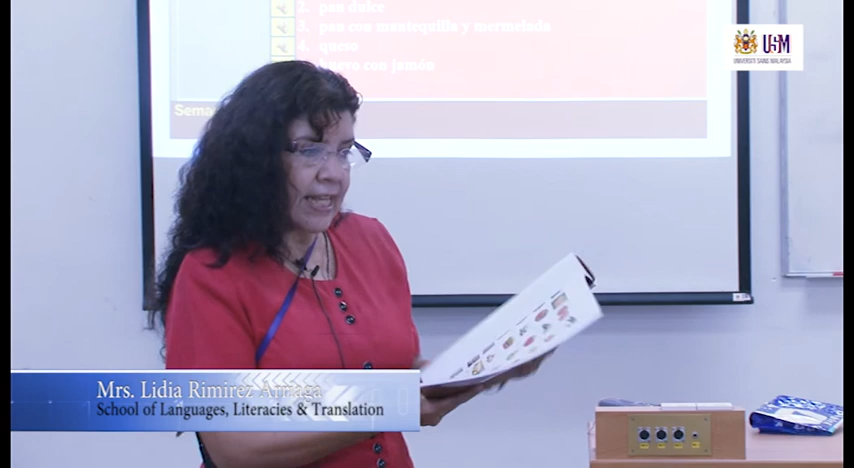 2. pan dulce
3. pan con mantequilla y mermelada
4. queso
huevo con jamón
USM
UNIVERSITI SAINS MALAYSIA
Mrs. Lidia Rimirez Arriaga
School of Languages, Literacies & Translation